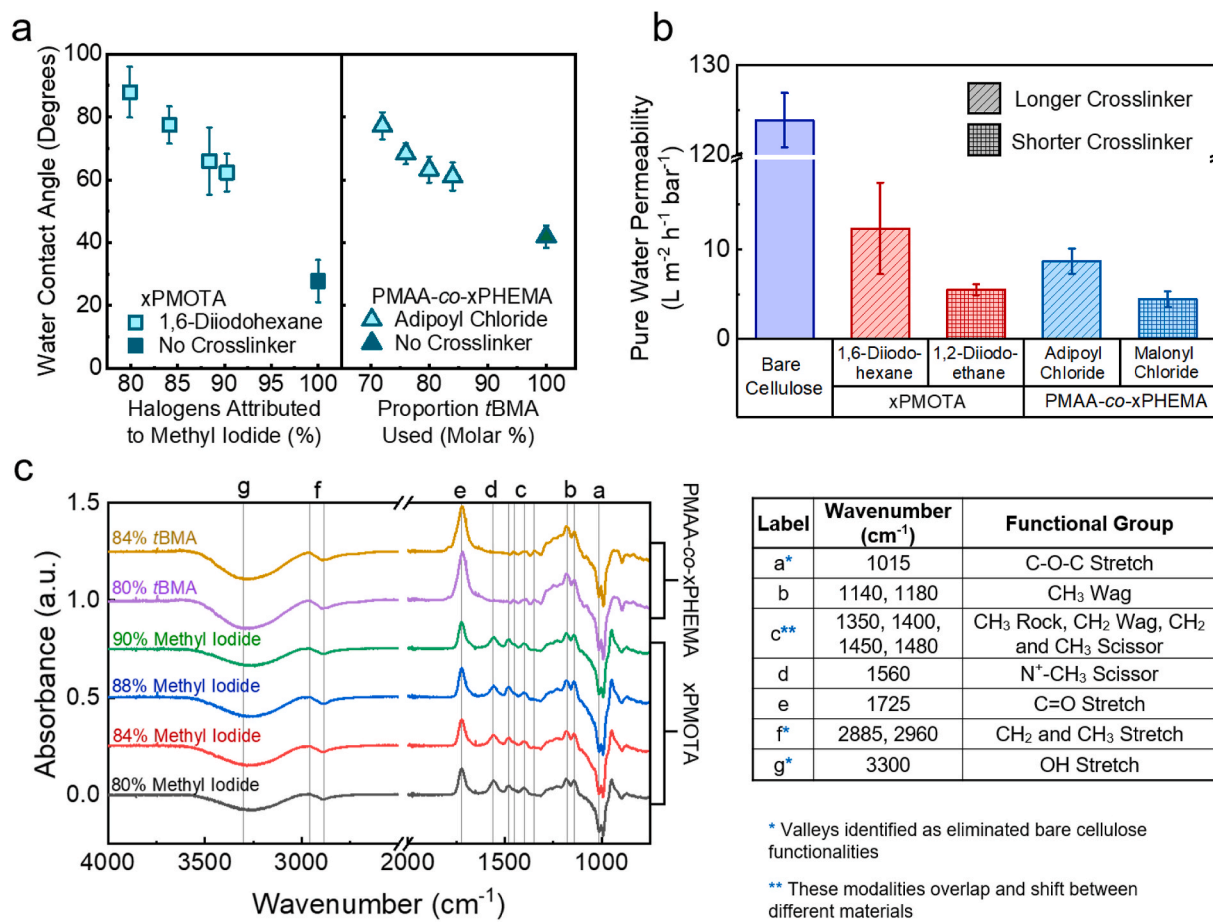 a
Water Contact Angle (Degrees)
100
80
60
40
20
0
xPMOTA
1,6-Diiodohexane
No Crosslinker
80 85 90 95 100
Halogens Attributed
to Methyl Iodide (%)
PMAA-co-xPHEMA
Adipoyl Chloride
No Crosslinker
70 80 90 100
Proportion tBMA
Used (Molar %)
b
Pure Water Permeability
(L m⁻² h⁻¹ bar⁻¹)
130
120
10
0
Longer Crosslinker
Shorter Crosslinker
Bare
Cellulose
1,6-Diiodo-
hexane
1,2-Diiodo-
ethane
Adipoyl
Chloride
Malonyl
Chloride
xPMOTA
PMAA-co-xPHEMA
c
Absorbance (a.u.)
1.5
1.0
0.5
0.0
g f e d c b a
84% tBMA
80% tBMA
90% Methyl Iodide
88% Methyl Iodide
84% Methyl Iodide
80% Methyl Iodide
PMAA-co-xPHEMA
xPMOTA
4000 3500 3000 2000 1500 1000
Wavenumber (cm⁻¹)
Label Wavenumber (cm⁻¹) Functional Group
a* 1015 C-O-C Stretch
b 1140, 1180 CH₃ Wag
c** 1350, 1400, 1450, 1480 CH₃ Rock, CH₂ Wag, CH₂ and CH₃ Scissor
d 1560 N⁺-CH₃ Scissor
e 1725 C=O Stretch
f* 2885, 2960 CH₂ and CH₃ Stretch
g* 3300 OH Stretch
* Valleys identified as eliminated bare cellulose
functionalities
** These modalities overlap and shift between
different materials